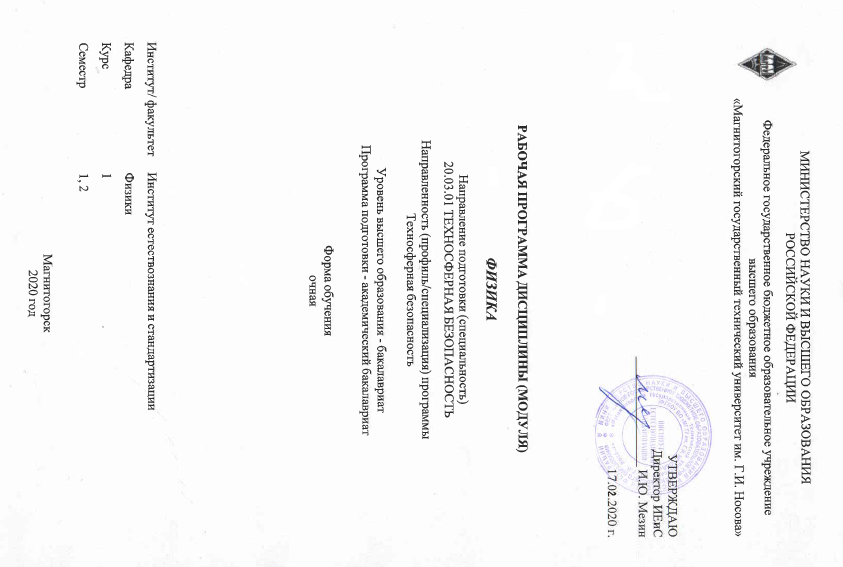 МИНИСТЕРСТВО НАУКИ И ВЫСШЕГО ОБРАЗОВАНИЯ
РОССИЙСКОЙ ФЕДЕРАЦИИ
Федеральное государственное бюджетное образовательное учреждение
высшего образования
«Магнитогорский государственный технический университет им. Г.И. Носова»
УТВЕРЖДАЮ
Директор ИЕиС
И.Ю. Мезин
17.02.2020 г.
РАБОЧАЯ ПРОГРАММА ДИСЦИПЛИНЫ (МОДУЛЯ)
ФИЗИКА
Направление подготовки (специальность)
20.03.01 ТЕХНОСФЕРНАЯ БЕЗОПАСНОСТЬ
Направленность (профиль/специализация) программы
Техносферная безопасность
Уровень высшего образования - бакалавриат
Программа подготовки - академический бакалавриат
Форма обучения
очная
Институт/ факультет Институт естествознания и стандартизации
Кафедра Физики
Курс 1
Семестр 1, 2
Магнитогорск
2020 год